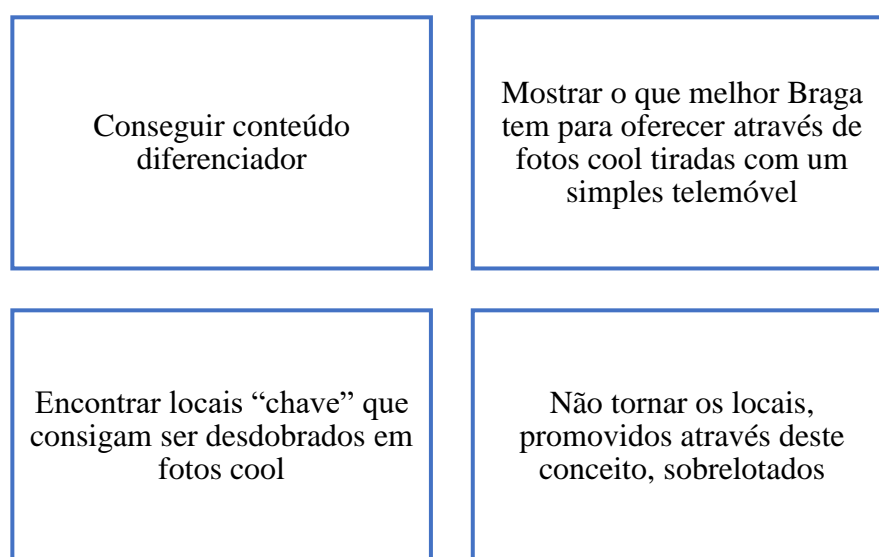 Conseguir conteúdo
diferenciador
Mostrar o que melhor Braga
tem para oferecer através de
fotos cool tiradas com um
simples telemóvel
Encontrar locais “chave” que
consigam ser desdobrados em
fotos cool
Não tornar os locais,
promovidos através deste
conceito, sobrelotados